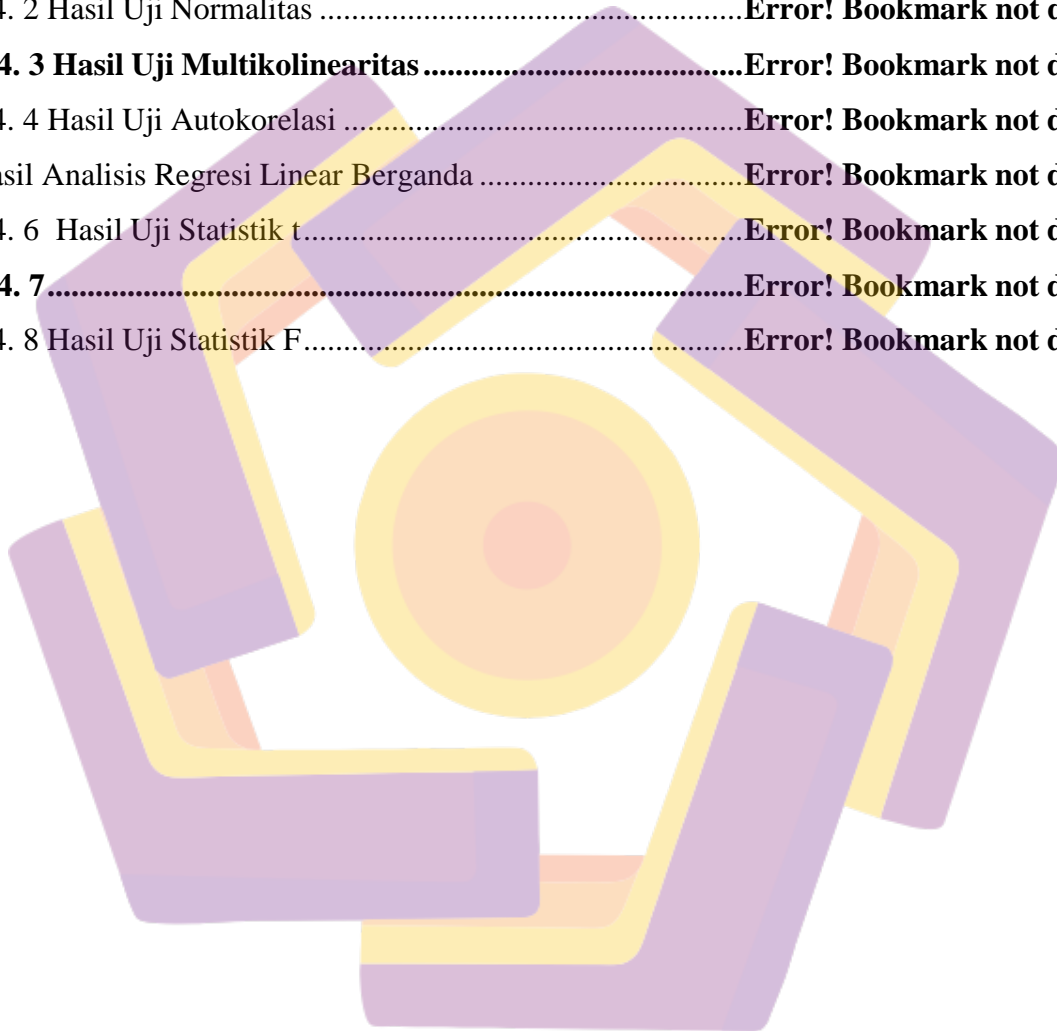 4. 2 Hasil Uji Normalitas ..................................................................Error! Bookmark not d
4. 3 Hasil Uji Multikolinearitas ..................................................Error! Bookmark not d
4. 4 Hasil Uji Autokorelasi ..............................................................Error! Bookmark not d
asil Analisis Regresi Linear Berganda .........................................Error! Bookmark not d
4. 6  Hasil Uji Statistik t.....................................................................Error! Bookmark not d
4. 7.............................................................................................................Error! Bookmark not d
4. 8 Hasil Uji Statistik F.....................................................................Error! Bookmark not d